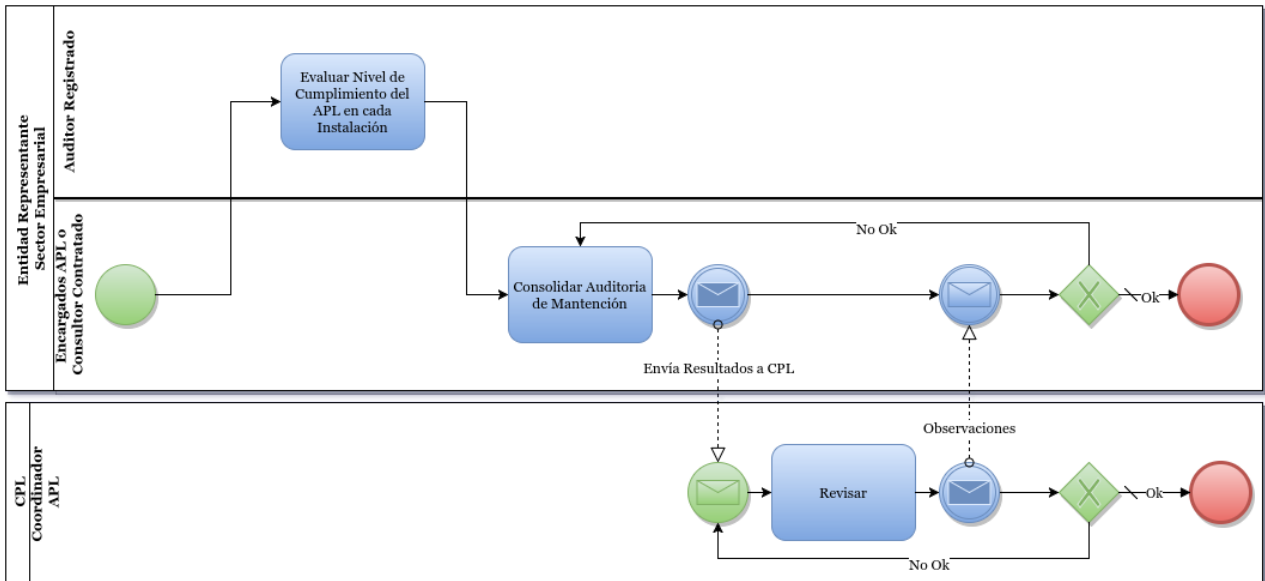 Entidad Representante
Sector Empresarial
Auditor Registrado
Evaluar Nivel de
Cumplimiento del
APL en cada
Instalación
Encargados APL o
Consultor Contratado
No Ok
Consolidar Auditoria
de Mantención
Ok
Envía Resultados a CPL
Observaciones
CPL
Coordinador
APL
Revisar
Ok
No Ok